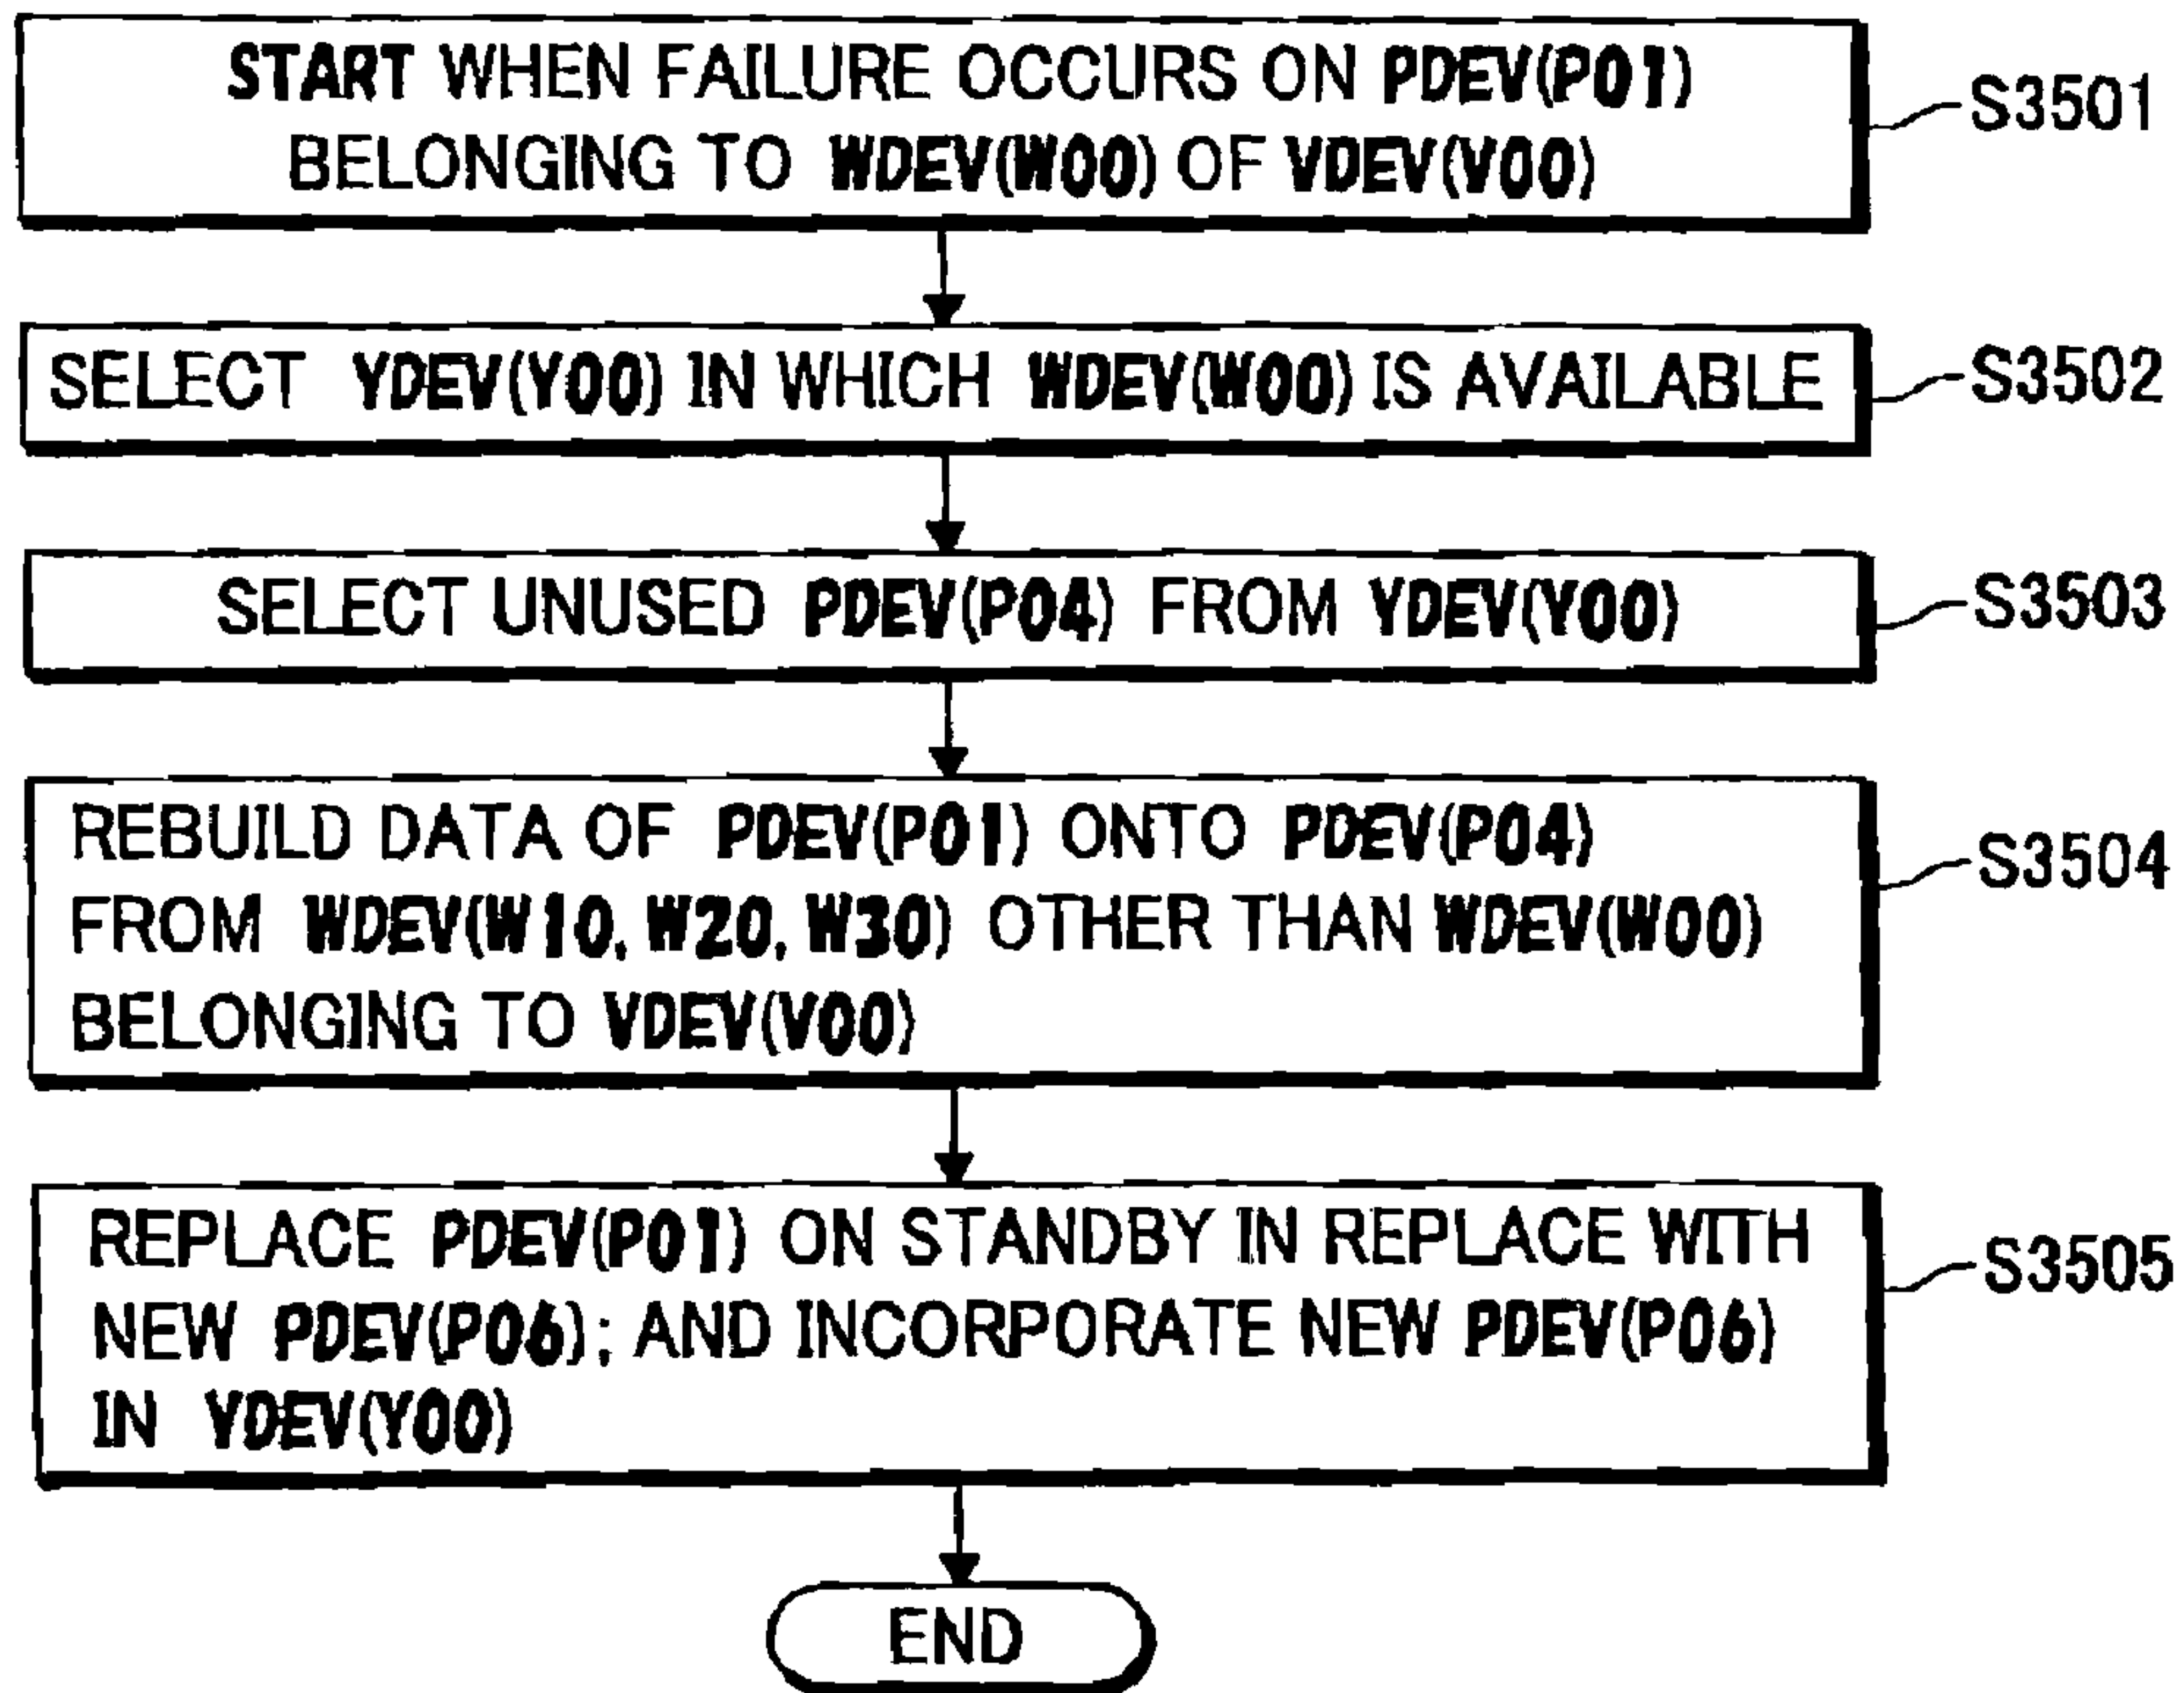 START WHEN FAILURE OCCURS ON PDEV(P01)
BELONGING TO WDEV(W00) OF VDEV(V00)
S3501
SELECT YDEV(Y00) IN WHICH WDEV(W00) IS AVAILABLE
S3502
SELECT UNUSED PDEV(P04) FROM YDEV(Y00)
S3503
REBUILD DATA OF PDEV(P01) ONTO PDEV(P04)
FROM WDEV(W10, W20, W30) OTHER THAN WDEV(W00)
BELONGING TO VDEV(V00)
S3504
REPLACE PDEV(P01) ON STANDBY IN REPLACE WITH
NEW PDEV(P06); AND INCORPORATE NEW PDEV(P06)
IN YDEV(Y00)
S3505
END